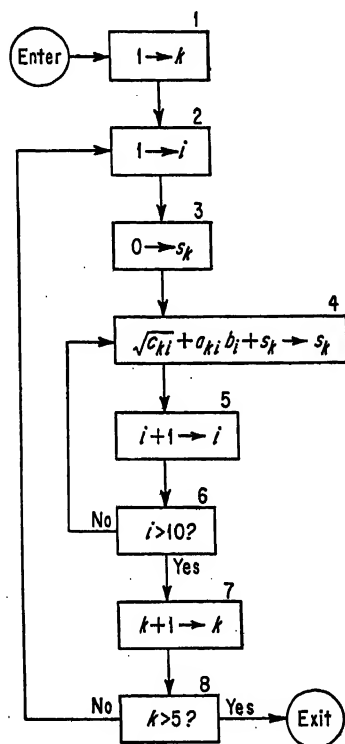 1
Enter
1→k
2
1→i
3
0→s_k
4
√c_ki + a_ki b_i + s_k → s_k
5
i+1→i
6
No
i>10?
Yes
7
k+1→k
8
No
k>5?
Yes
Exit